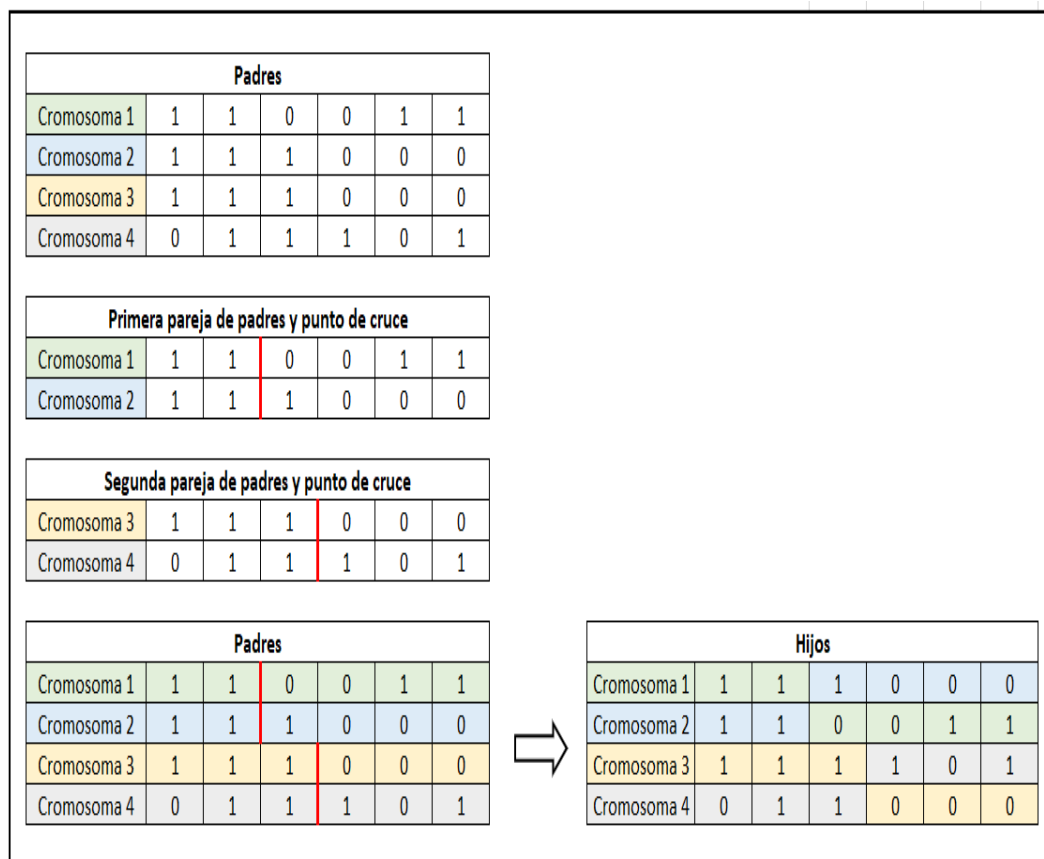 Padres
Cromosoma 1 1 1 0 0 1 1
Cromosoma 2 1 1 1 0 0 0
Cromosoma 3 1 1 1 0 0 0
Cromosoma 4 0 1 1 1 0 1
Primera pareja de padres y punto de cruce
Cromosoma 1 1 1 0 0 1 1
Cromosoma 2 1 1 1 0 0 0
Segunda pareja de padres y punto de cruce
Cromosoma 3 1 1 1 0 0 0
Cromosoma 4 0 1 1 1 0 1
Padres
Cromosoma 1 1 1 0 0 1 1
Cromosoma 2 1 1 1 0 0 0
Cromosoma 3 1 1 1 0 0 0
Cromosoma 4 0 1 1 1 0 1
Hijos
Cromosoma 1 1 1 1 0 0 0
Cromosoma 2 1 1 0 0 1 1
Cromosoma 3 1 1 1 1 0 1
Cromosoma 4 0 1 1 0 0 0